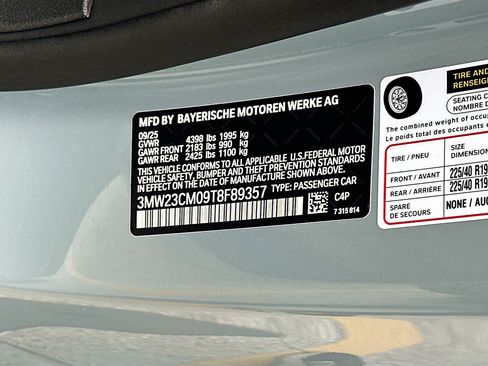 MFD BY BAYERISCHE MOTOREN WERKE AG
09/25
GVWR 4398 lbs 1995 kg
GAWR FRONT 2183 lbs 990 kg
GAWR REAR 2425 lbs 1100 kg
THIS VEHICLE CONFORMS TO ALL APPLICABLE U.S.FEDERAL MOTOR
VEHICLE SAFETY, BUMPER AND THEFT PREVENTION STANDARDS
IN EFFECT ON THE DATE OF MANUFACTURE SHOWN ABOVE.
3MW23CM09T8F89357 TYPE: PASSENGER CAR
C4P
7 315 814
TIRE AND
RENSEIGN
SEATING C
NOMBRE D
The combined weight of occup
Le poids total des occupants e
TIRE / PNEU SIZE
DIMENSION
FRONT / AVANT 225/40 R19
REAR / ARRIERE 225/40 R19
SPARE
DE SECOURS NONE / AUC